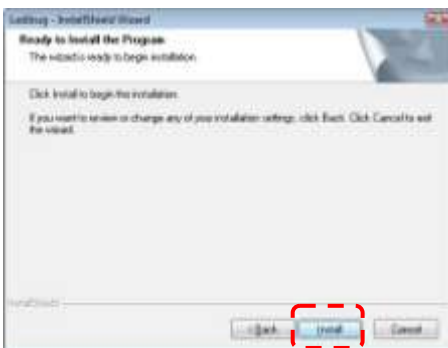 - InstallShield Wizard
Ready to Install the Program
The wizard is ready to begin installation.
Click Install to begin the installation.
If you want to review or change any of your installation settings, click Back. Click Cancel to exit
the wizard.
InstallShield
< Back
Install
Cancel